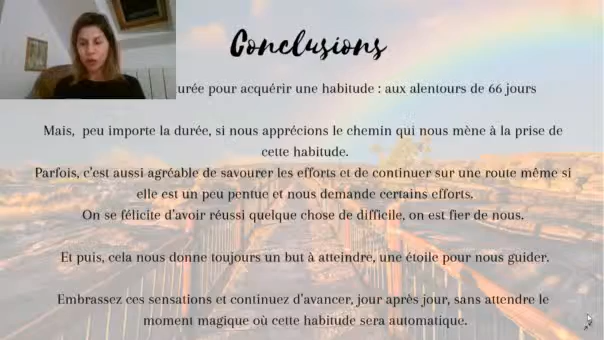 Conclusions
urée pour acquérir une habitude : aux alentours de 66 jours
Mais, peu importe la durée, si nous apprécions le chemin qui nous mène à la prise de
cette habitude.
Parfois, c'est aussi agréable de savourer les efforts et de continuer sur une route même si
elle est un peu pentue et nous demande certains efforts.
On se félicite d'avoir réussi quelque chose de difficile, on est fier de nous.
Et puis, cela nous donne toujours un but à atteindre, une étoile pour nous guider.
Embrassez ces sensations et continuez d'avancer, jour après jour, sans attendre le
moment magique où cette habitude sera automatique.